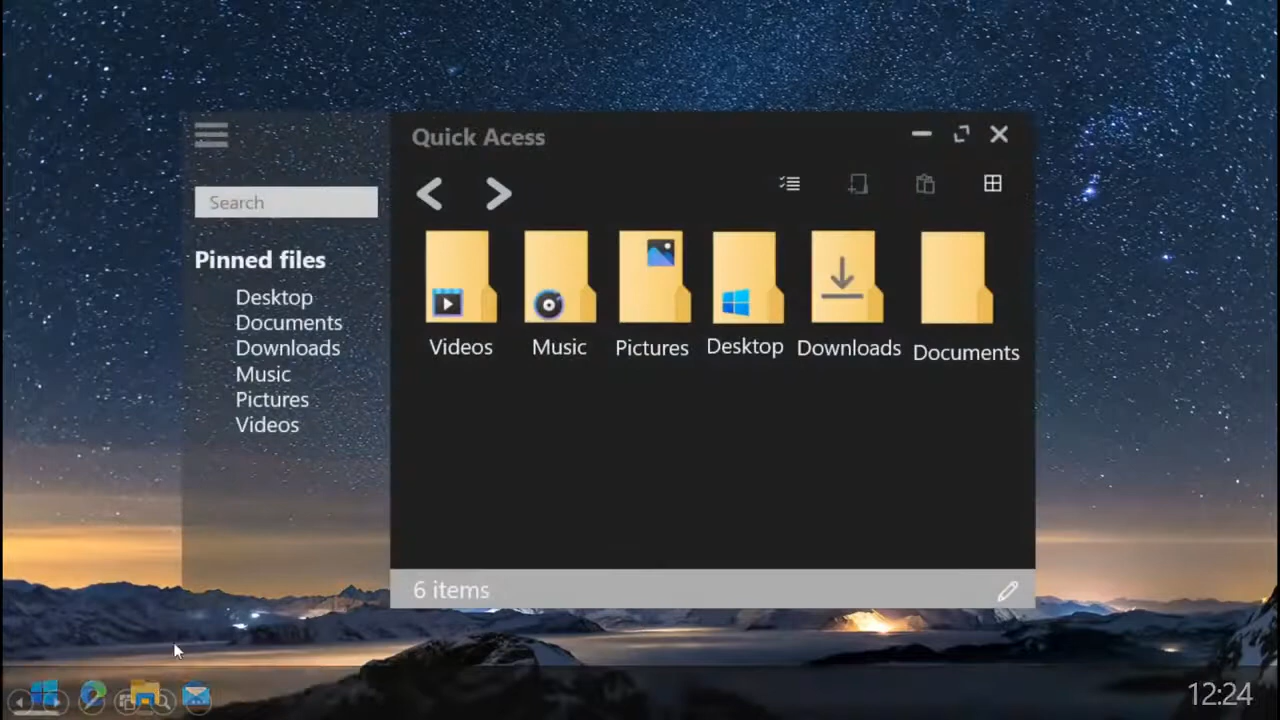 Quick Acess
Search
Pinned files
Desktop
Documents
Downloads
Music
Pictures
Videos
Videos
Music
Pictures
Desktop
Downloads
Documents
6 items
12:24